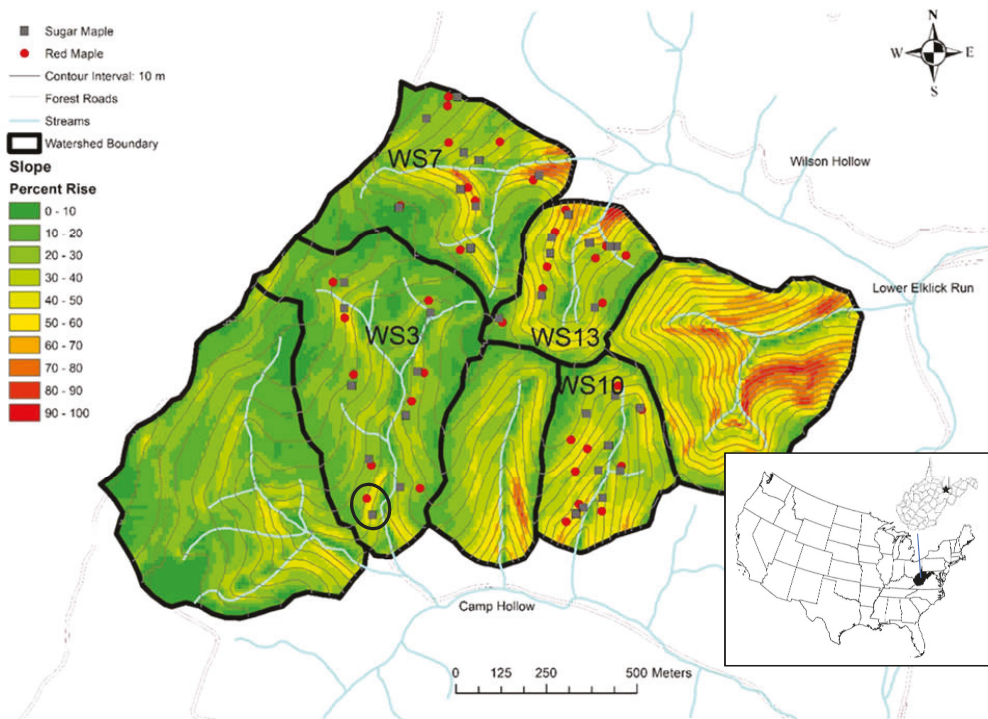 Sugar Maple
Red Maple
Contour Interval: 10 m
Forest Roads
Streams
Watershed Boundary
Slope
Percent Rise
0 - 10
10 - 20
20 - 30
30 - 40
40 - 50
50 - 60
60 - 70
70 - 80
80 - 90
90 - 100
N
W
E
S
WS7
Wilson Hollow
Lower Elklick Run
WS3
WS13
WS10
Camp Hollow
0 125 250 500 Meters